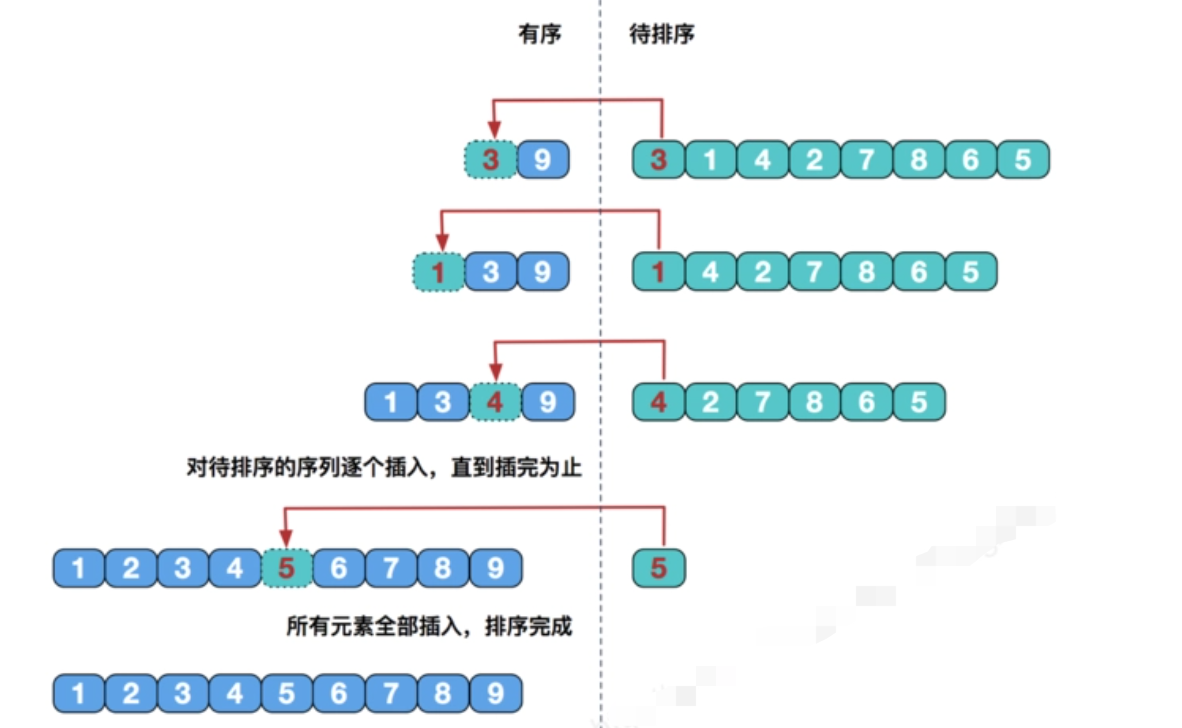 有序 待排序
3 9 3 1 4 2 7 8 6 5
1 3 9 1 4 2 7 8 6 5
1 3 4 9 4 2 7 8 6 5
对待排序的序列逐个插入，直到插完为止
1 2 3 4 5 6 7 8 9 5
所有元素全部插入，排序完成
1 2 3 4 5 6 7 8 9